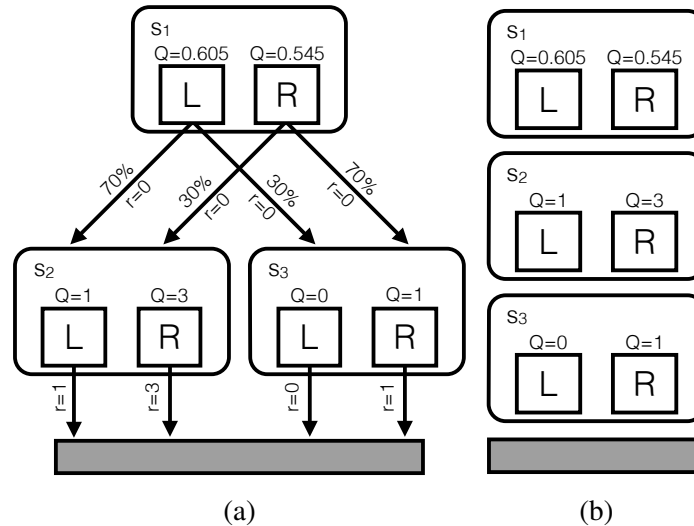 S1
Q=0.605 Q=0.545
L R
70% r=0
30% r=0
30% r=0
70% r=0
S2
Q=1 Q=3
L R
r=1 r=3
S3
Q=0 Q=1
L R
r=0 r=1
(a)
S1
Q=0.605 Q=0.545
L R
S2
Q=1 Q=3
L R
S3
Q=0 Q=1
L R
(b)